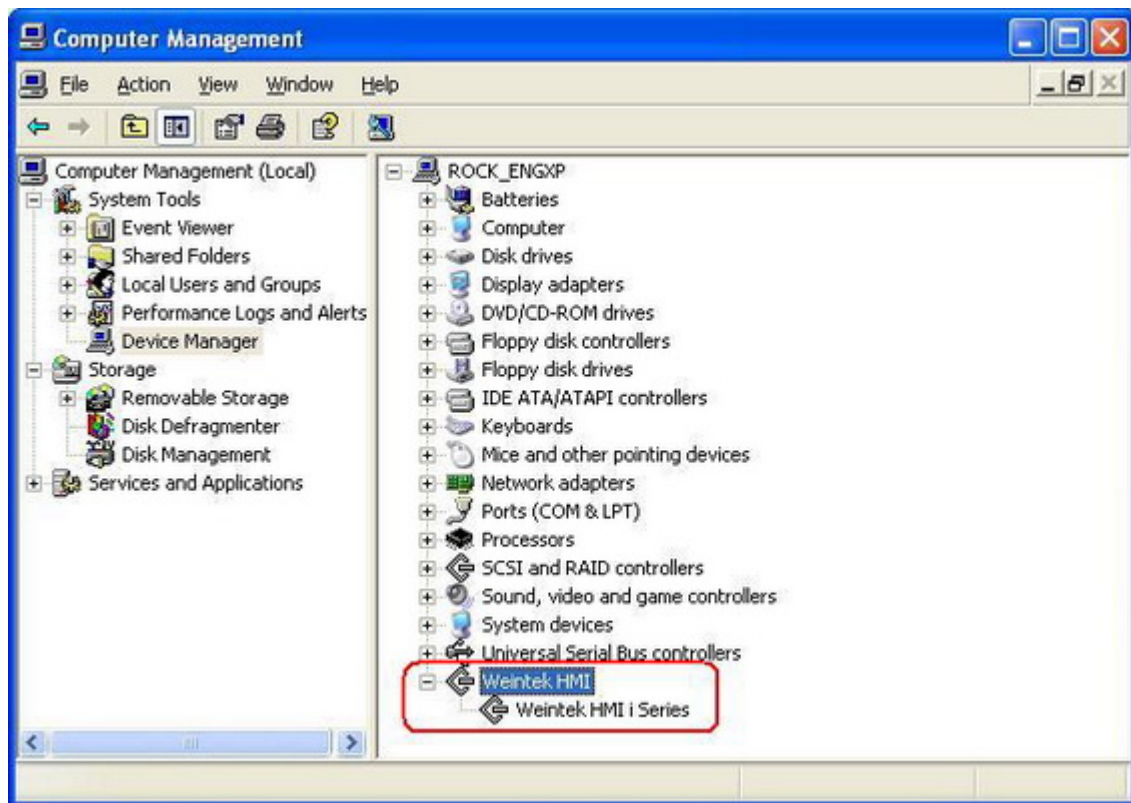 Computer Management
File Action View Window Help
Computer Management (Local)
System Tools
Event Viewer
Shared Folders
Local Users and Groups
Performance Logs and Alerts
Device Manager
Storage
Removable Storage
Disk Defragmenter
Disk Management
Services and Applications
ROCK_ENGXP
Batteries
Computer
Disk drives
Display adapters
DVD/CD-ROM drives
Floppy disk controllers
Floppy disk drives
IDE ATA/ATAPI controllers
Keyboards
Mice and other pointing devices
Network adapters
Ports (COM & LPT)
Processors
SCSI and RAID controllers
Sound, video and game controllers
System devices
Universal Serial Bus controllers
Weintek HMI
Weintek HMI i Series